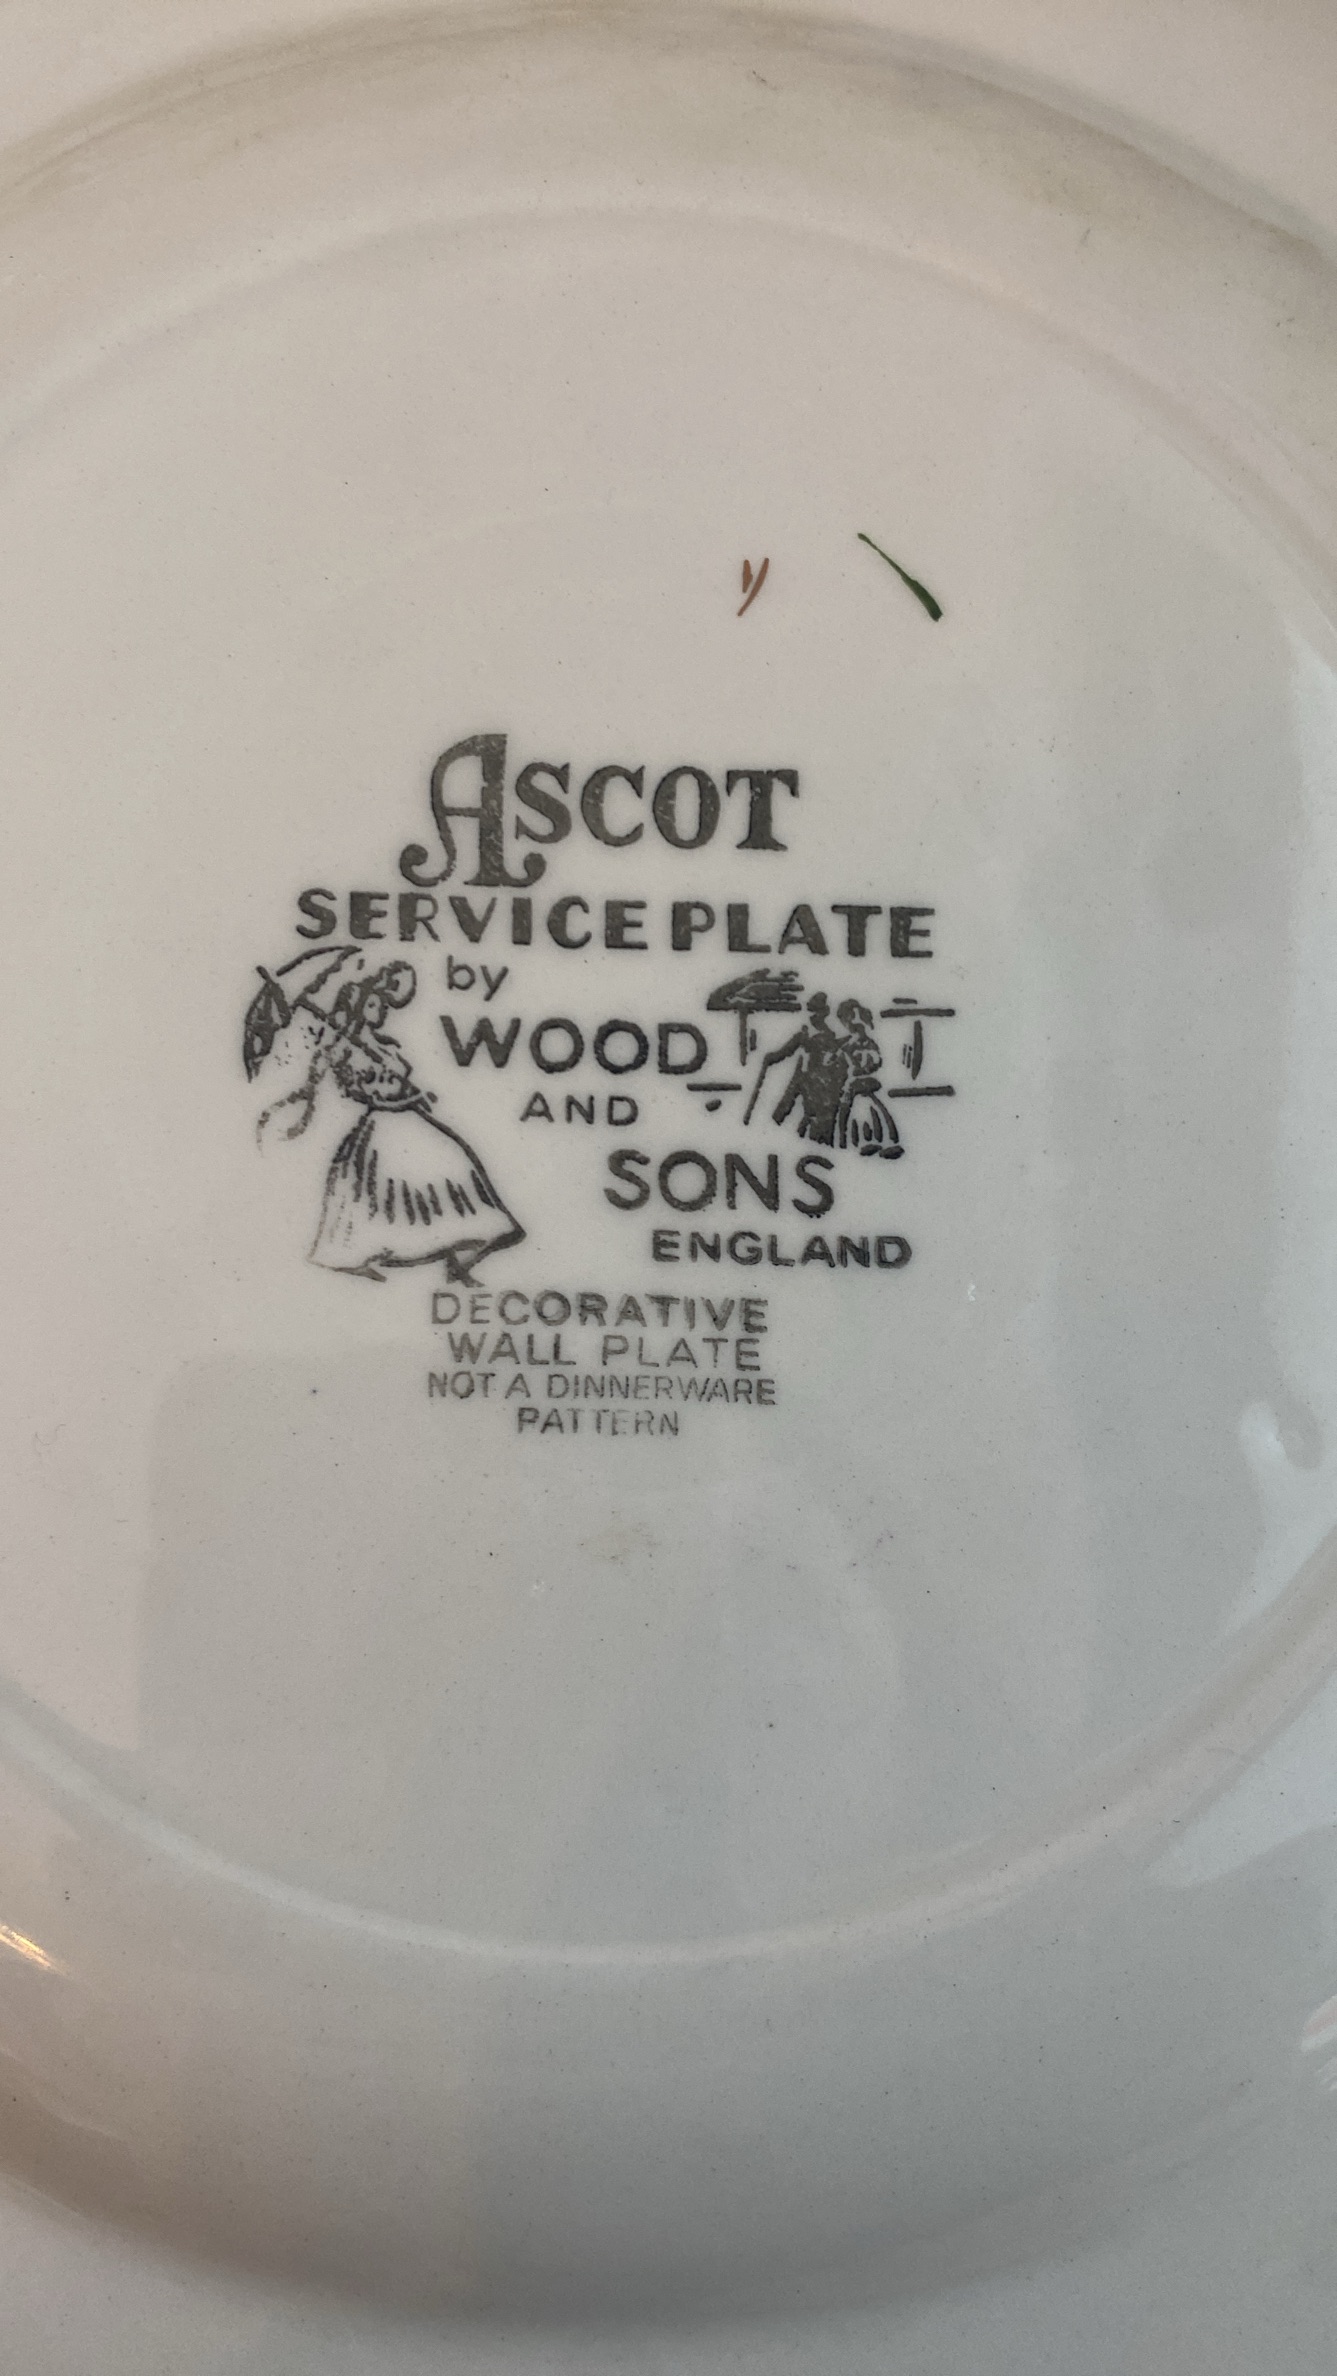 ASCOT
SERVICE PLATE
by
WOOD
AND
SONS
ENGLAND
DECORATIVE
WALL PLATE
NOT A DINNERWARE
PATTERN